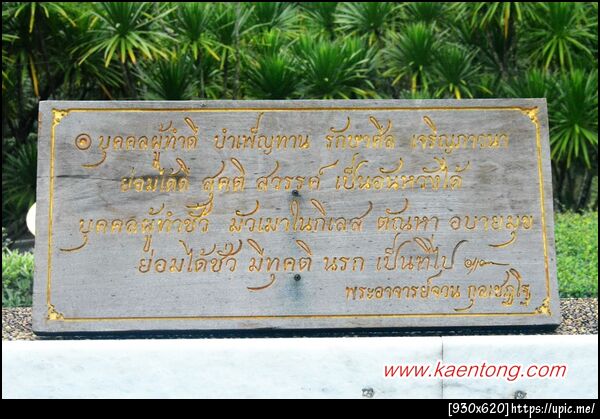 ๏ บุคคลผู้ทำดี บำเพ็ญทาน รักษาศีล เจริญภาวนา
ย่อมได้ดี สุคติ สวรรค์ เป็นอันหวังได้
บุคคลผู้ทำชั่ว มัวเมาในกิเลส ตัณหา อบายมุข
ย่อมได้ชั่ว มีทุคติ นรก เป็นที่ไป ๛
พระอาจารย์จวน กุลเชฏโฐ
www.kaentong.com
[930x620]https://upic.me/